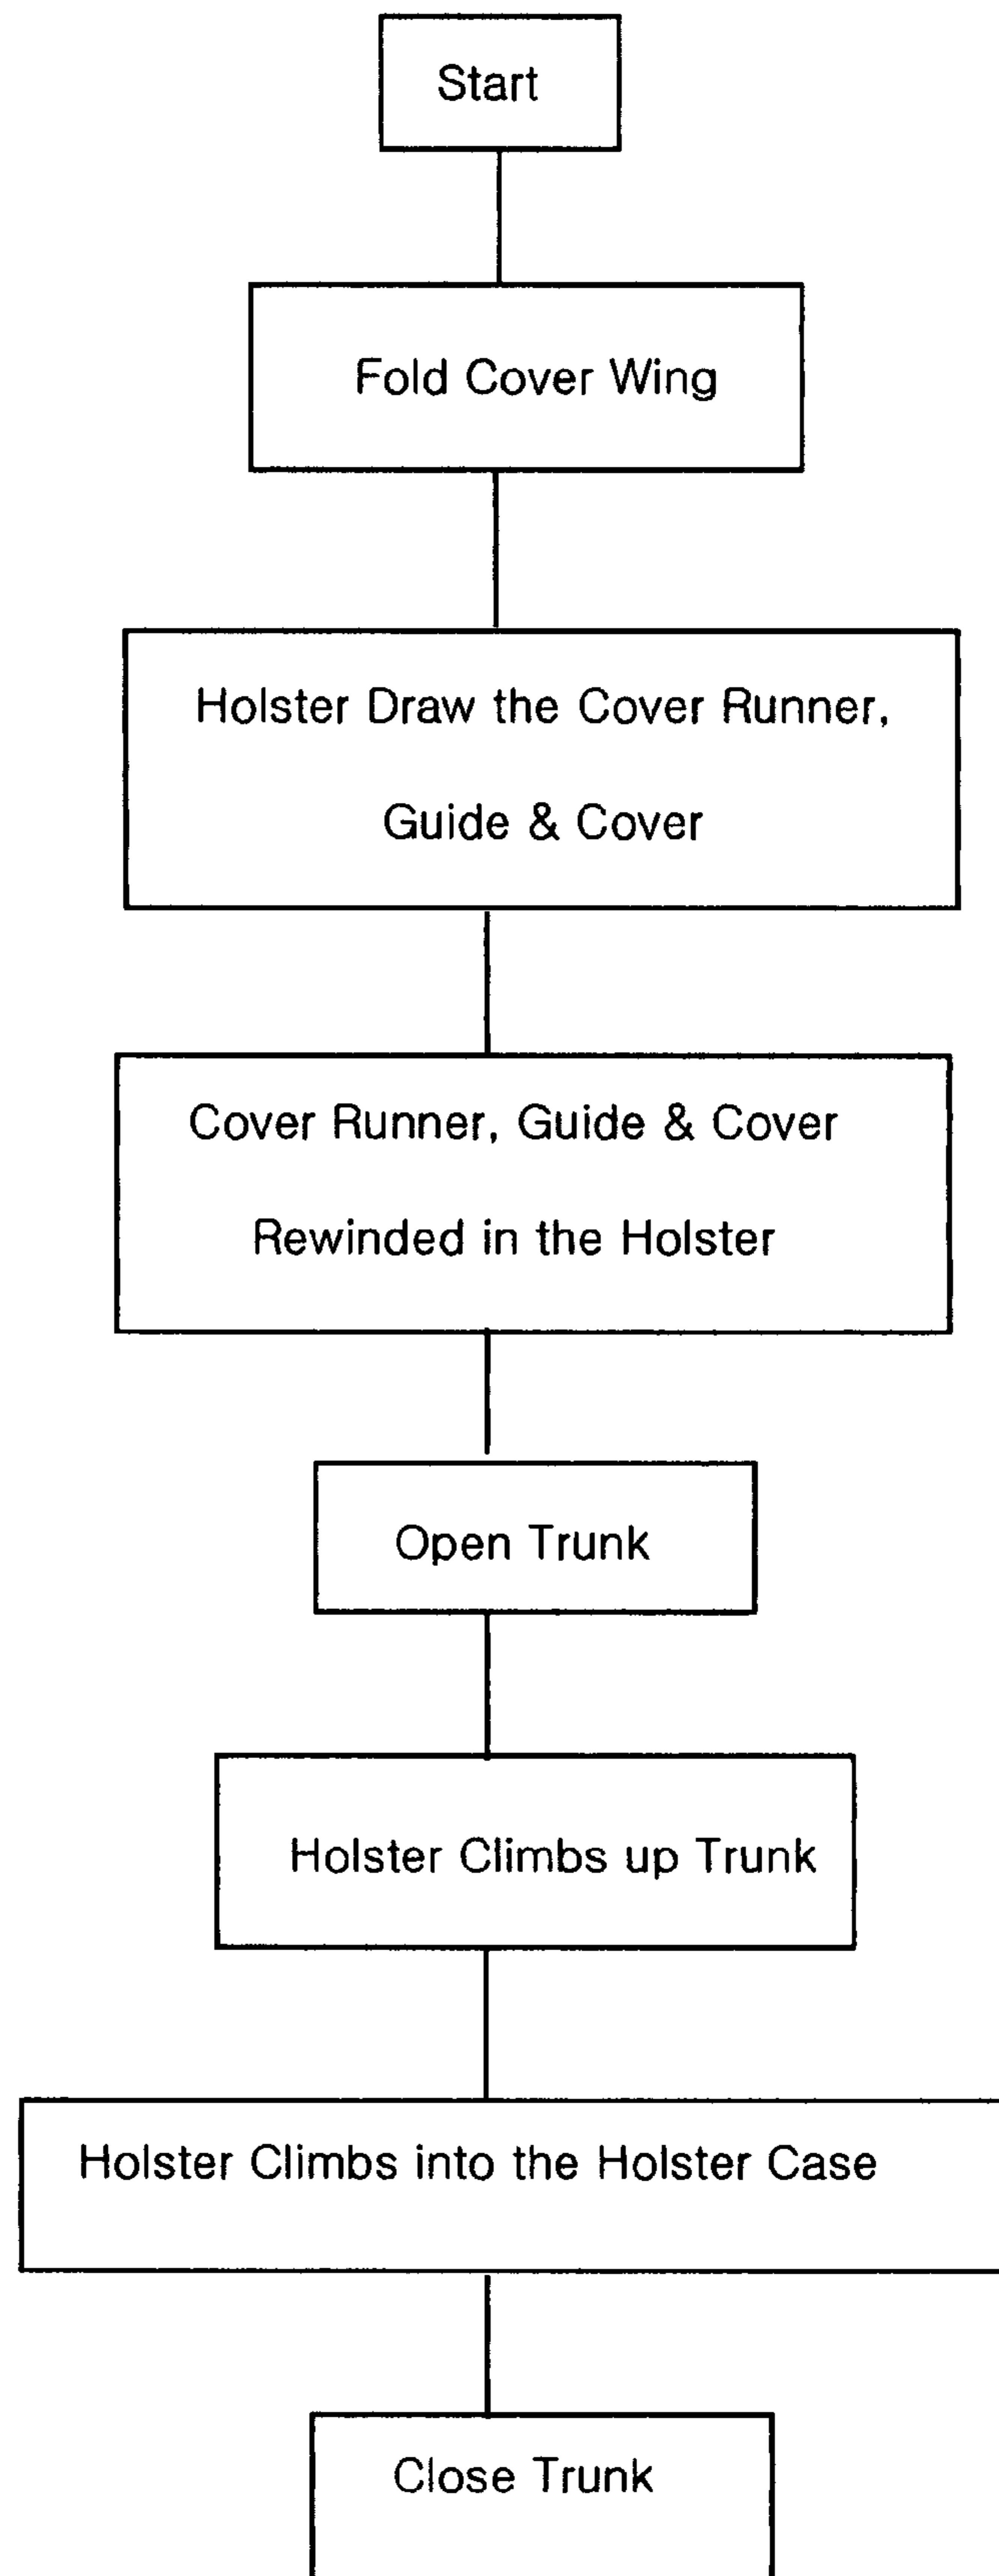 Start
Fold Cover Wing
Holster Draw the Cover Runner,
Guide & Cover
Cover Runner, Guide & Cover
Rewinded in the Holster
Open Trunk
Holster Climbs up Trunk
Holster Climbs into the Holster Case
Close Trunk